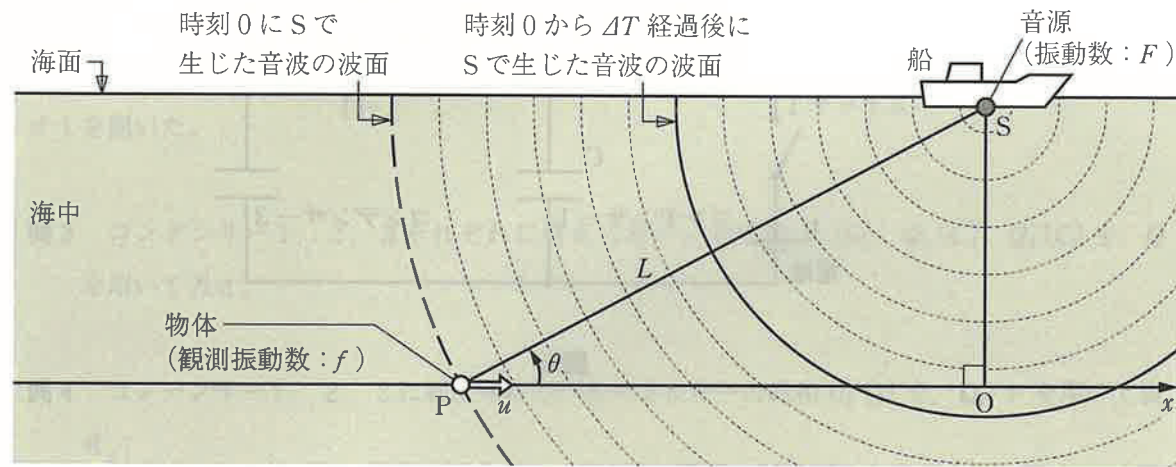 時刻0にSで
生じた音波の波面
時刻0からΔT経過後に
Sで生じた音波の波面
音源
(振動数:F)
海面
船
S
海中
L
物体
(観測振動数:f)
θ
P
u
O
x